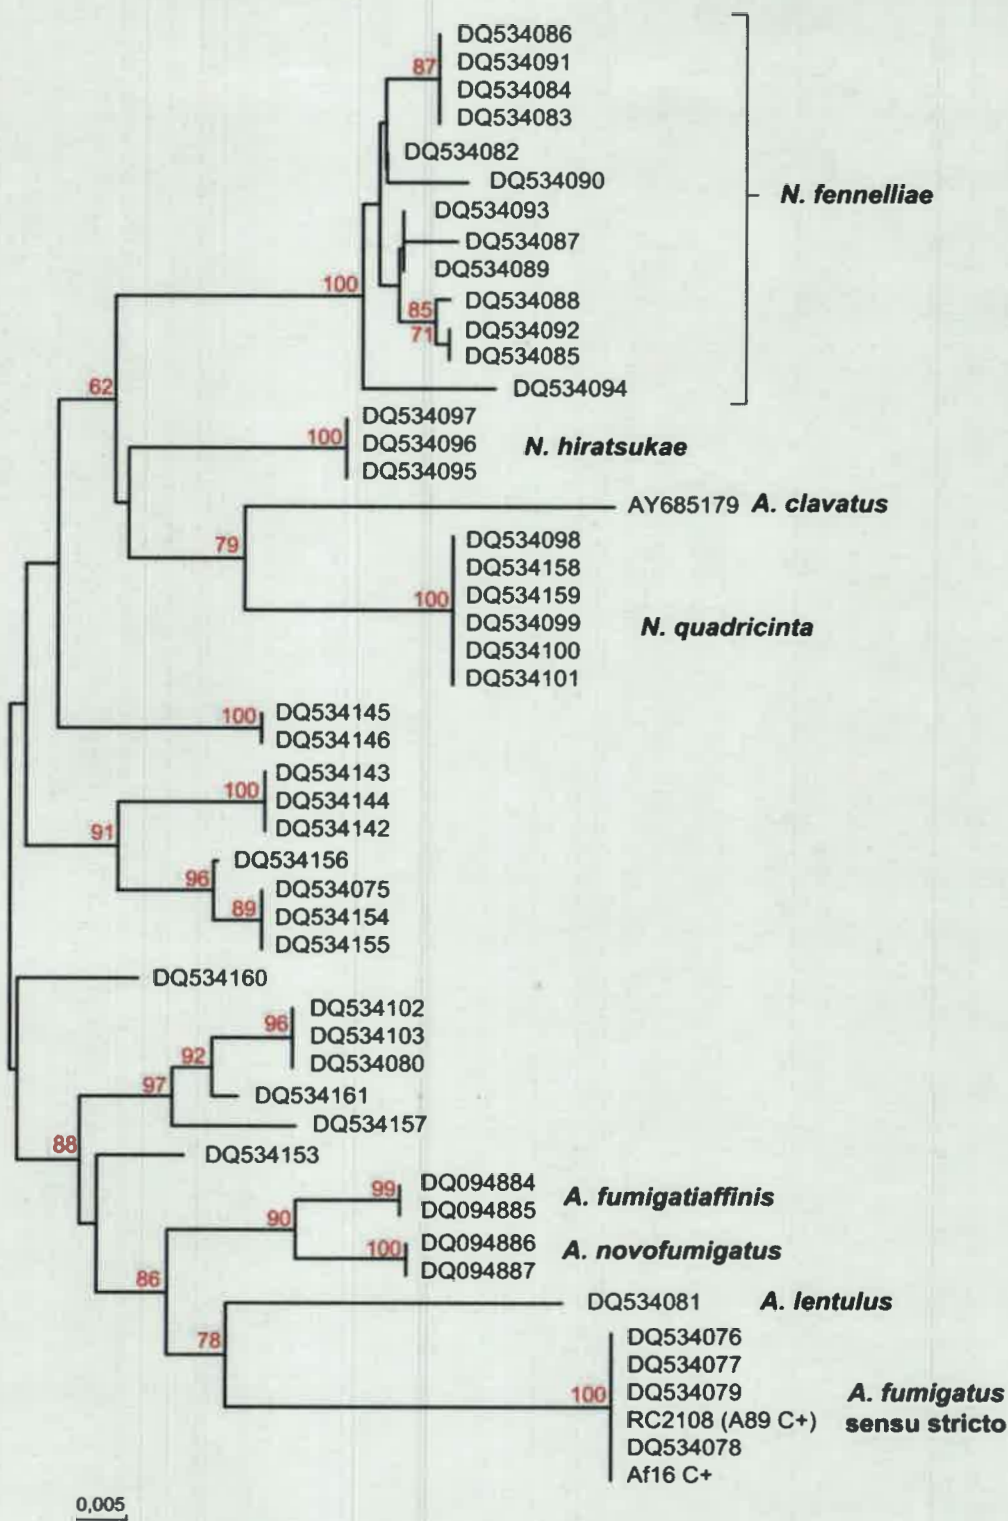 DQ534086
DQ534091
87
DQ534084
DQ534083
DQ534082
DQ534090
N. fennelliae
DQ534093
DQ534087
DQ534089
100
DQ534088
85
DQ534092
71
DQ534085
62
DQ534094
DQ534097
100
DQ534096
N. hiratsukae
DQ534095
AY685179 A. clavatus
79
DQ534098
DQ534158
DQ534159
100
DQ534099
N. quadricinta
DQ534100
DQ534101
100
DQ534145
DQ534146
DQ534143
100
DQ534144
91
DQ534142
DQ534156
96
DQ534075
89
DQ534154
DQ534155
DQ534160
DQ534102
96
DQ534103
92
DQ534080
97
DQ534161
DQ534157
88
DQ534153
99
DQ094884
DQ094885
A. fumigatiaffinis
90
100
DQ094886
DQ094887
A. novofumigatus
86
DQ534081
A. lentulus
78
DQ534076
DQ534077
100
DQ534079
A. fumigatus
RC2108 (A89 C+)
sensu stricto
DQ534078
Af16 C+
0,005